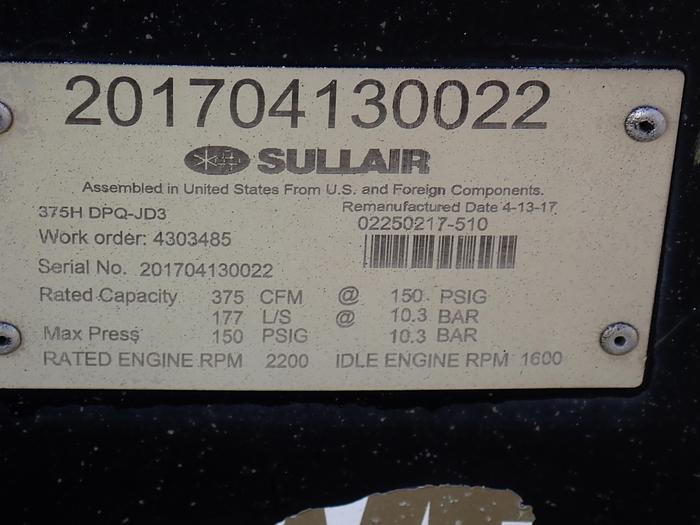 201704130022
SULLAIR
Assembled in United States From U.S. and Foreign Components.
375H DPQ-JD3 Remanufactured Date 4-13-17
02250217-510
Work order: 4303485
Serial No. 201704130022
Rated Capacity 375 CFM @ 150 PSIG
177 L/S @ 10.3 BAR
Max Press 150 PSIG 10.3 BAR
RATED ENGINE RPM 2200 IDLE ENGINE RPM 1600